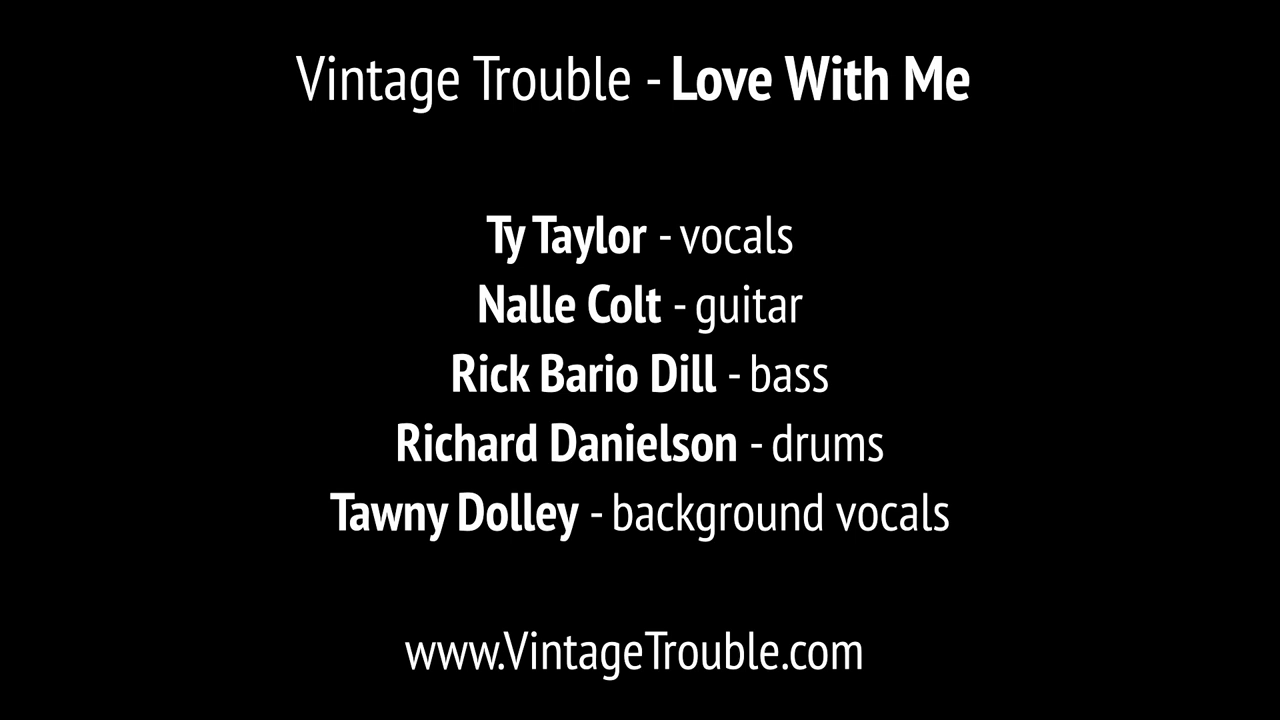 Vintage Trouble - Love With Me
Ty Taylor - vocals
Nalle Colt - guitar
Rick Bario Dill - bass
Richard Danielson - drums
Tawny Dolley - background vocals
www.VintageTrouble.com